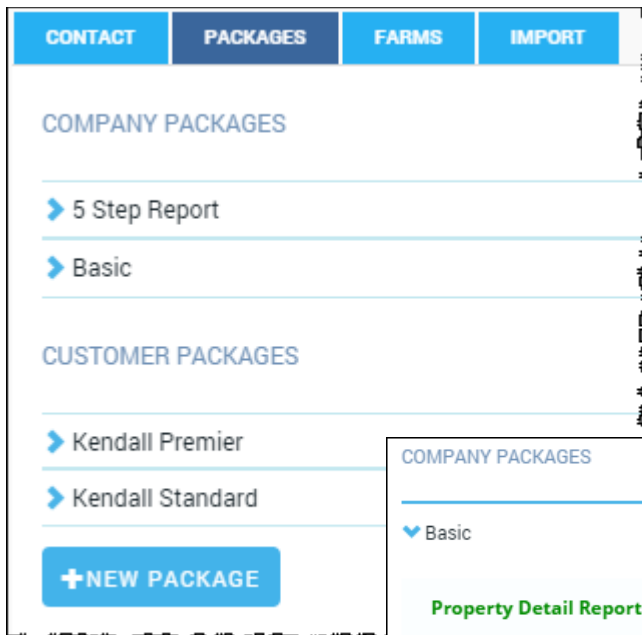 CONTACT PACKAGES FARMS IMPORT
COMPANY PACKAGES
5 Step Report
Basic
CUSTOMER PACKAGES
Kendall Premier
Kendall Standard
+NEW PACKAGE
COMPANY PACKAGES
Basic
Property Detail Report